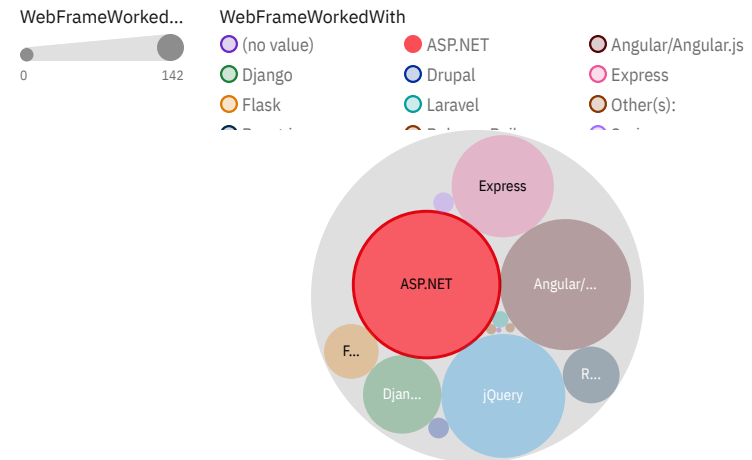 WebFrameWorked... WebFrameWorkedWith
(no value) ASP.NET Angular/Angular.js
Django Drupal Express
0 142
Flask Laravel Other(s):
Express
ASP.NET Angular/...
F...
R...
Djan... jQuery